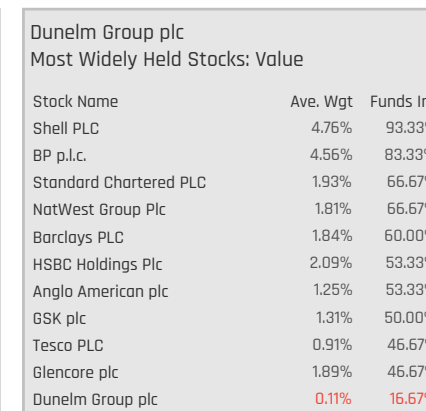 Dunelm Group plc
Most Widely Held Stocks: Value
Stock Name Ave. Wgt Funds In
Shell PLC 4.76% 93.33%
BP p.l.c. 4.56% 83.33%
Standard Chartered PLC 1.93% 66.67%
NatWest Group Plc 1.81% 66.67%
Barclays PLC 1.84% 60.00%
HSBC Holdings Plc 2.09% 53.33%
Anglo American plc 1.25% 53.33%
GSK plc 1.31% 50.00%
Tesco PLC 0.91% 46.67%
Glencore plc 1.89% 46.67%
Dunelm Group plc 0.11% 16.67%